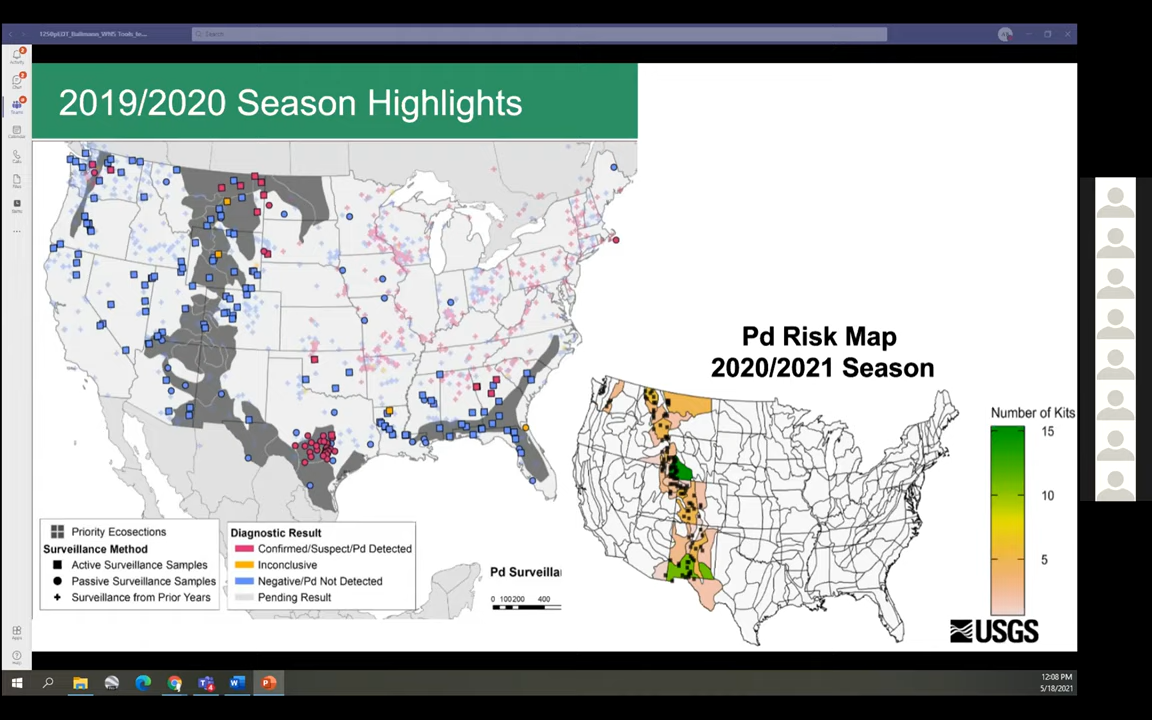 Search
2019/2020 Season Highlights
Priority Ecosections
Surveillance Method
Active Surveillance Samples
Passive Surveillance Samples
Surveillance from Prior Years
Diagnostic Result
Confirmed/Suspect/Pd Detected
Inconclusive
Negative/Pd Not Detected
Pending Result
Pd Surveilla
0 100200 400
Pd Risk Map
2020/2021 Season
Number of Kits
15
10
5
USGS
12:08 PM
5/18/2021